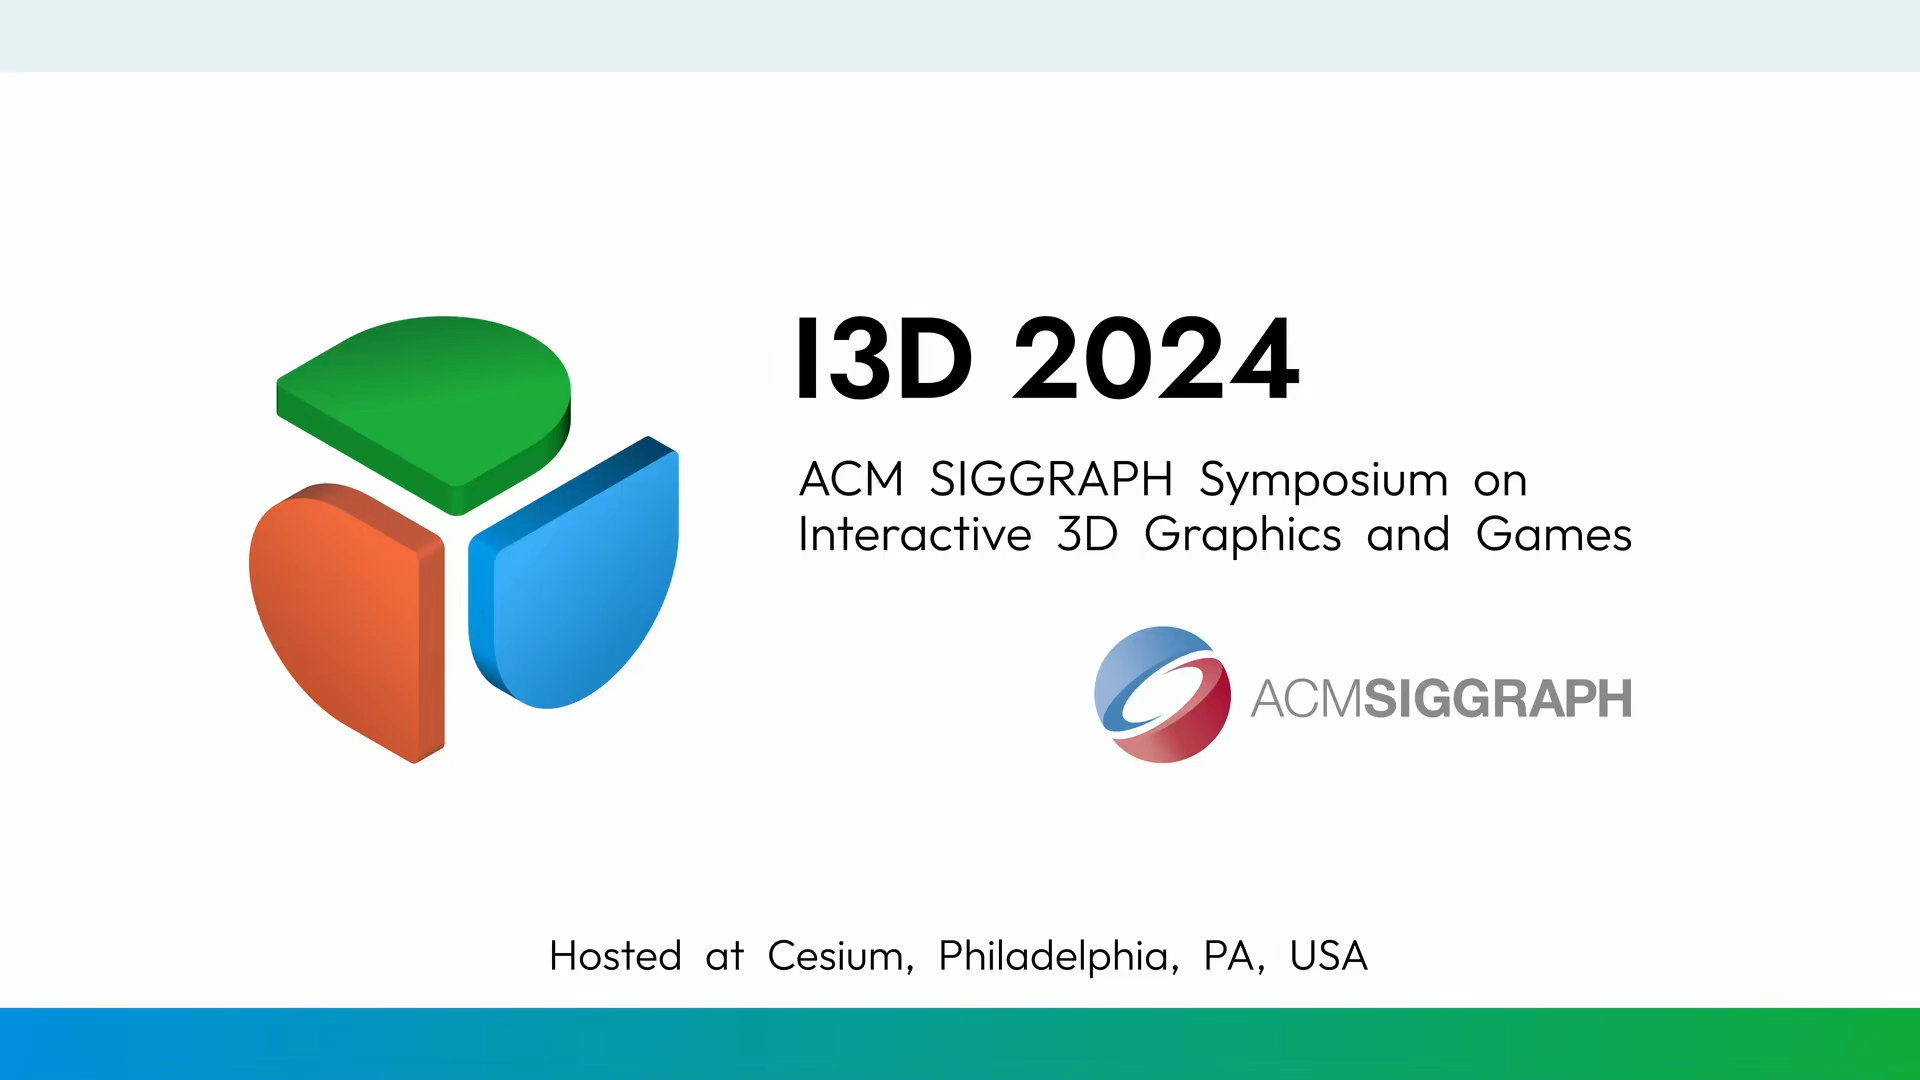 I3D 2024
ACM SIGGRAPH Symposium on
Interactive 3D Graphics and Games
ACMSIGGRAPH
Hosted at Cesium, Philadelphia, PA, USA